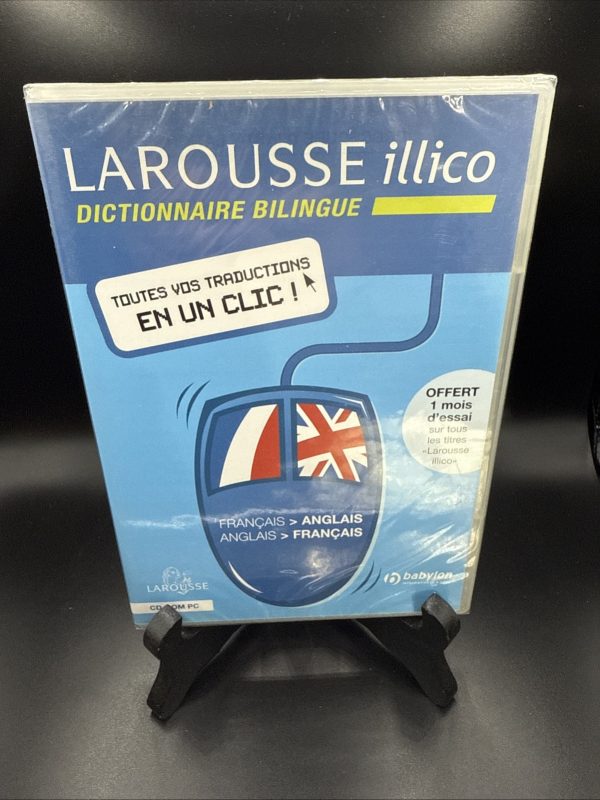 LAROUSSE illico
DICTIONNAIRE BILINGUE
TOUTES VOS TRADUCTIONS
EN UN CLIC !
OFFERT
1 mois
d'essai
sur tous
les titres
«Larousse
illico»
FRANÇAIS > ANGLAIS
ANGLAIS > FRANÇAIS
babylon
LAROUSSE
CD-ROM PC